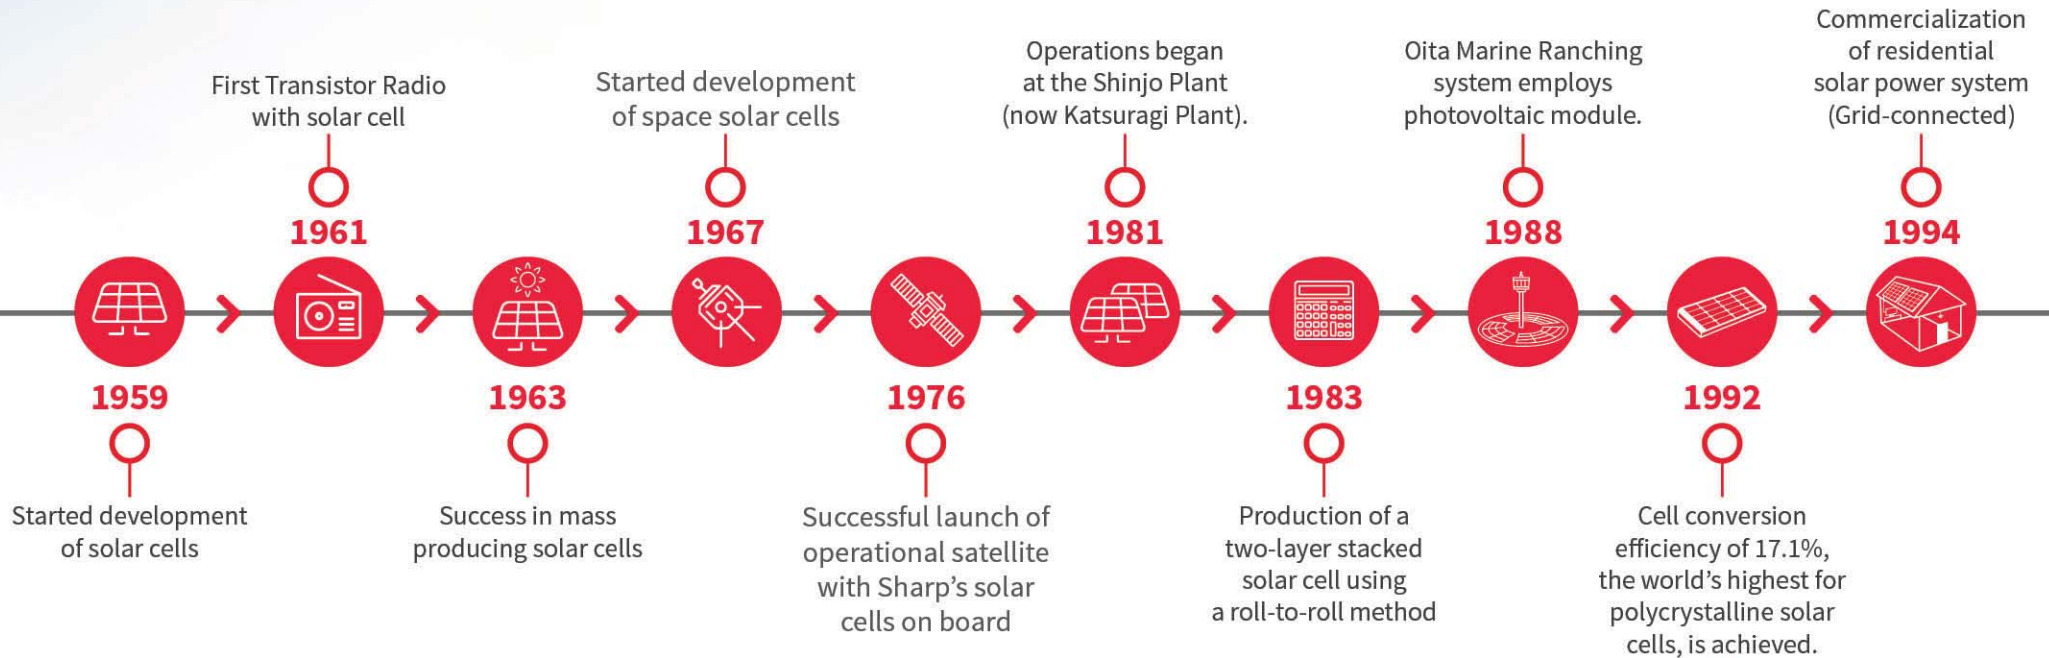 1959
Started development
of solar cells
First Transistor Radio
with solar cell
1961
1963
Success in mass
producing solar cells
Started development
of space solar cells
1967
1976
Successful launch of
operational satellite
with Sharp’s solar
cells on board
Operations began
at the Shinjo Plant
(now Katsuragi Plant).
1981
1983
Production of a
two-layer stacked
solar cell using
a roll-to-roll method
Oita Marine Ranching
system employs
photovoltaic module.
1988
1992
Cell conversion
efficiency of 17.1%,
the world’s highest for
polycrystalline solar
cells, is achieved.
Commercialization
of residential
solar power system
(Grid-connected)
1994